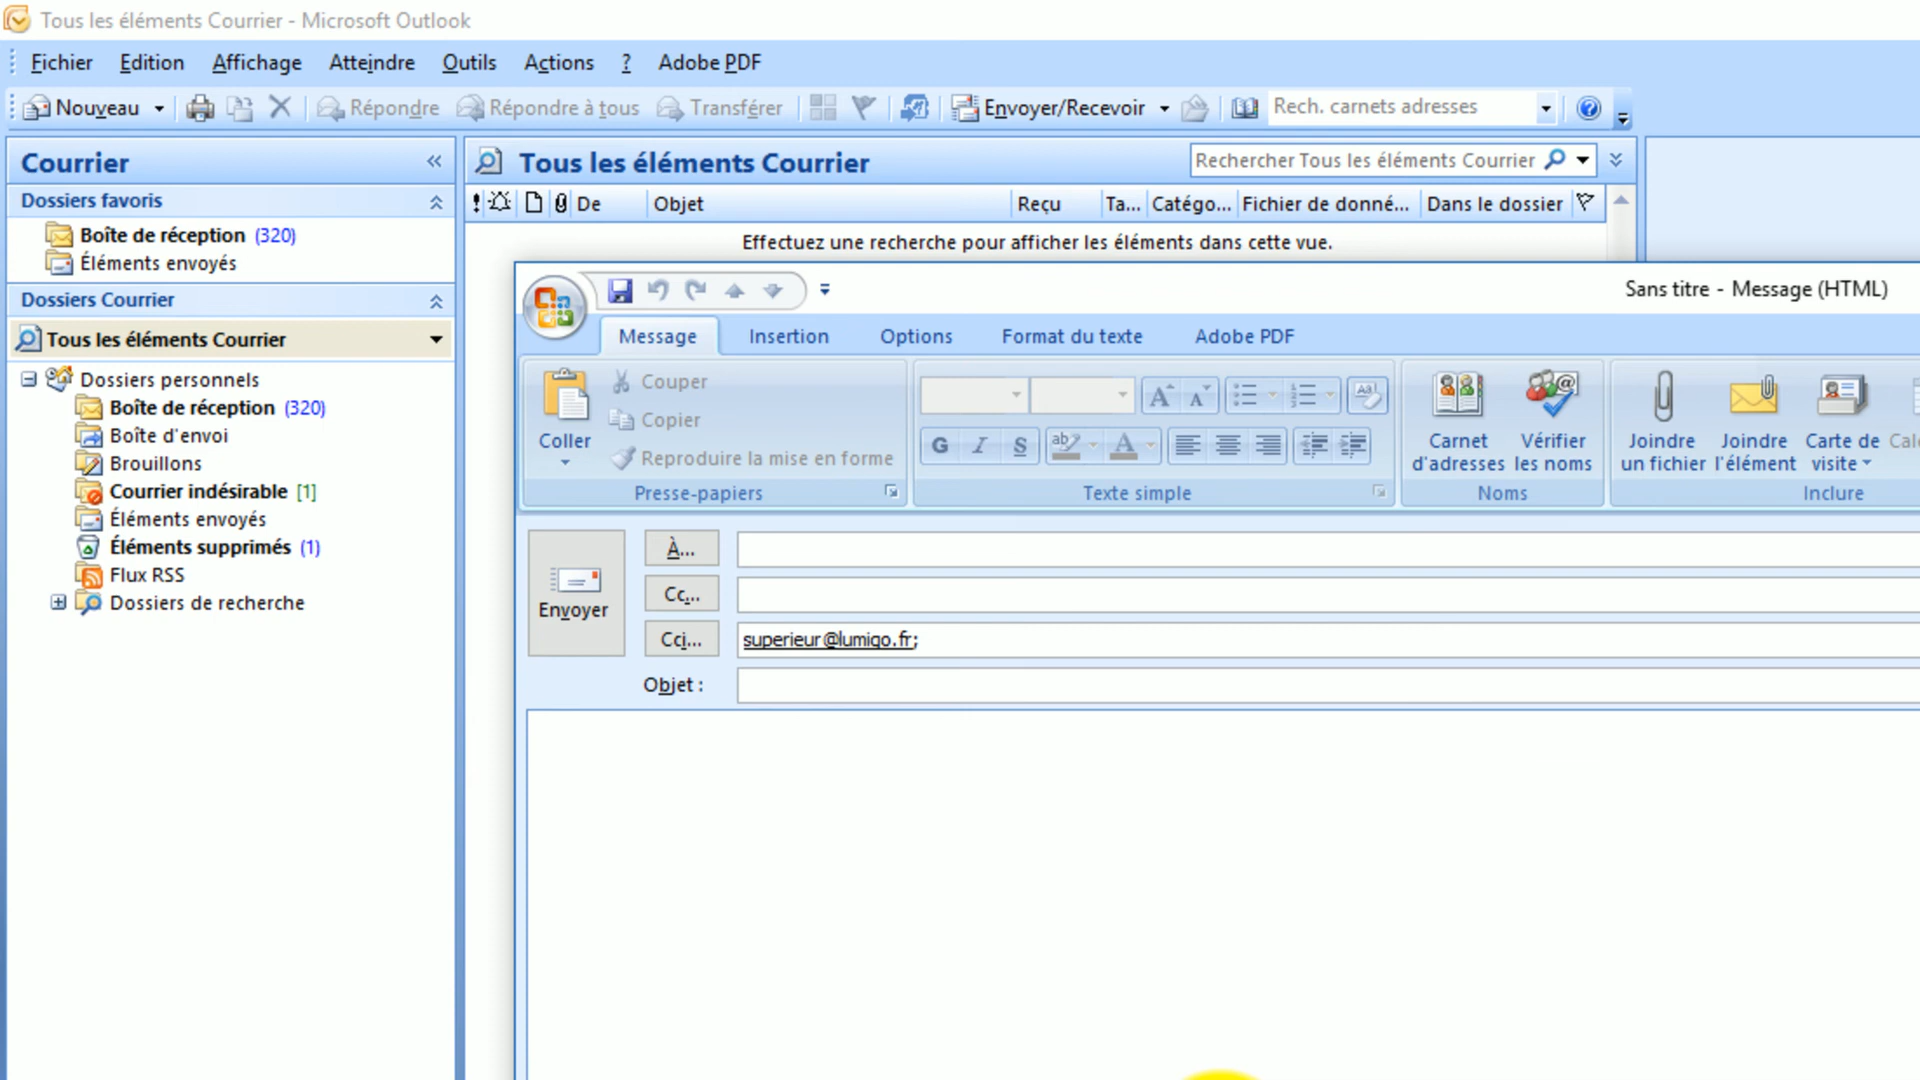 Tous les éléments Courrier - Microsoft Outlook
Fichier Edition Affichage Atteindre Outils Actions ? Adobe PDF
Nouveau Répondre Répondre à tous Transférer Envoyer/Recevoir Rech. carnets adresses
Courrier
Dossiers favoris
Boîte de réception (320)
Éléments envoyés
Dossiers Courrier
Tous les éléments Courrier
Dossiers personnels
Boîte de réception (320)
Boîte d'envoi
Brouillons
Courrier indésirable [1]
Éléments envoyés
Éléments supprimés (1)
Flux RSS
Dossiers de recherche
Tous les éléments Courrier
Rechercher Tous les éléments Courrier
! De Objet Reçu Ta... Catégo... Fichier de donné... Dans le dossier
Effectuez une recherche pour afficher les éléments dans cette vue.
Sans titre - Message (HTML)
Message Insertion Options Format du texte Adobe PDF
Coller
Couper
Copier
Reproduire la mise en forme
Presse-papiers
G I S
Texte simple
Carnet d'adresses
Vérifier les noms
Noms
Joindre un fichier
Joindre l'élément
Carte de visite
Cale
Inclure
Envoyer
À...
Cc...
Cci... superieur@lumiqo.fr;
Objet :